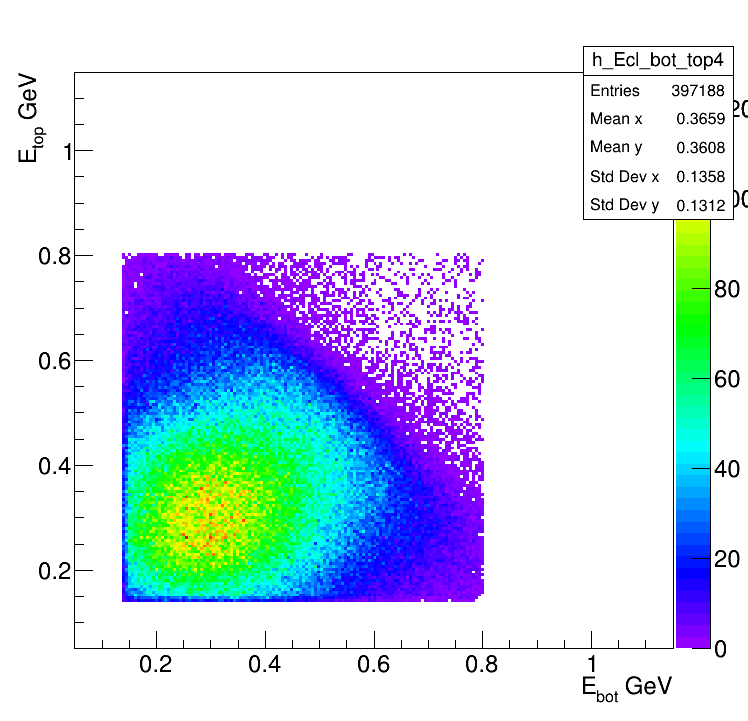 h_Ecl_bot_top4
Entries 397188
Mean x 0.3659
Mean y 0.3608
Std Dev x 0.1358
Std Dev y 0.1312
E_top GeV
1
0.8
0.6
0.4
0.2
0.2 0.4 0.6 0.8 1
E_bot GeV
80
60
40
20
0